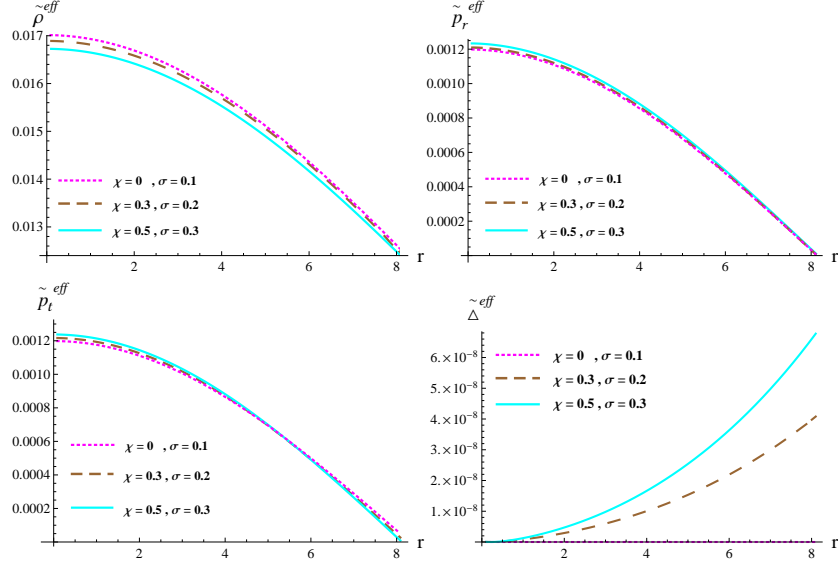 ρ̃^eff
0.017
0.016
0.015
0.014
0.013
2 4 6 8 r
χ = 0 , σ = 0.1
χ = 0.3 , σ = 0.2
χ = 0.5 , σ = 0.3
p̃_r^eff
0.0012
0.0010
0.0008
0.0006
0.0004
0.0002
2 4 6 8 r
χ = 0 , σ = 0.1
χ = 0.3 , σ = 0.2
χ = 0.5 , σ = 0.3
p̃_t^eff
0.0012
0.0010
0.0008
0.0006
0.0004
0.0002
2 4 6 8 r
χ = 0 , σ = 0.1
χ = 0.3 , σ = 0.2
χ = 0.5 , σ = 0.3
△̃^eff
6. × 10⁻⁸
5. × 10⁻⁸
4. × 10⁻⁸
3. × 10⁻⁸
2. × 10⁻⁸
1. × 10⁻⁸
2 4 6 8 r
χ = 0 , σ = 0.1
χ = 0.3 , σ = 0.2
χ = 0.5 , σ = 0.3